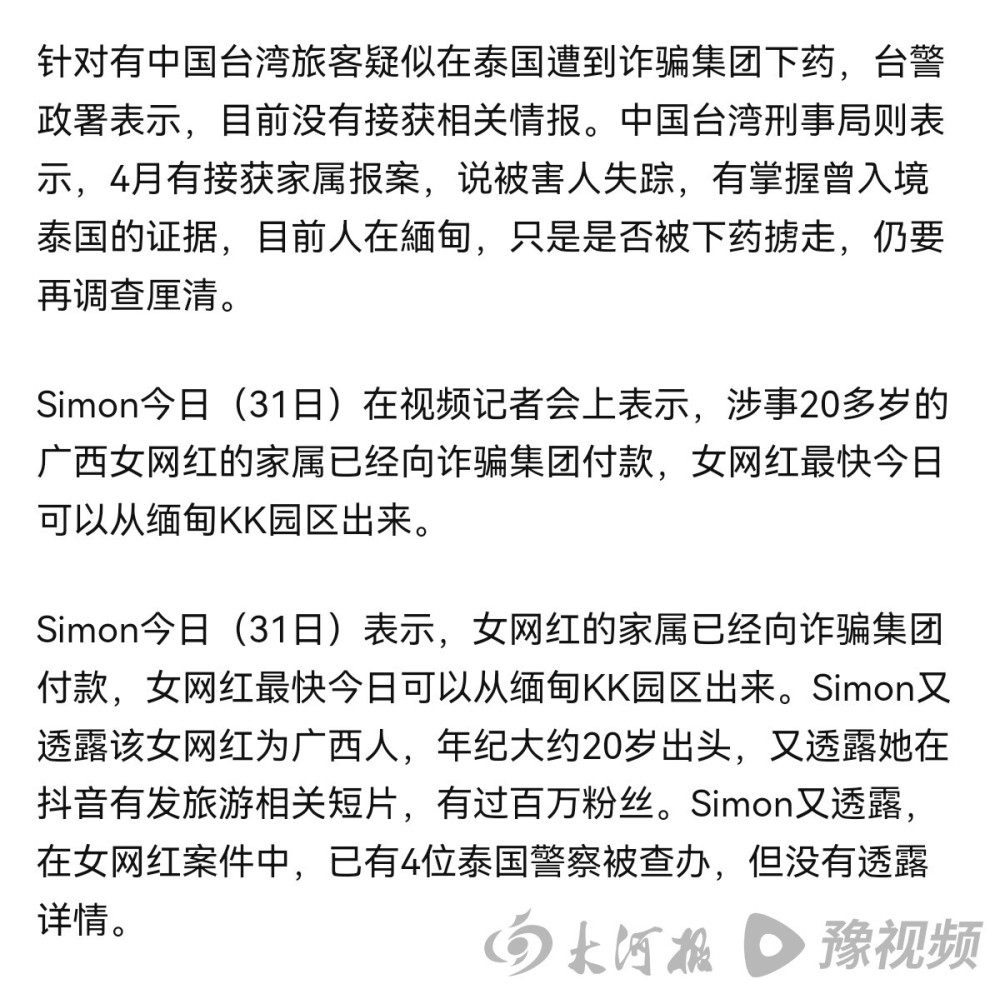 针对有中国台湾旅客疑似在泰国遭到诈骗集团下药，台警
政署表示，目前没有接获相关情报。中国台湾刑事局则表
示，4月有接获家属报案，说被害人失踪，有掌握曾入境
泰国的证据，目前人在緬甸，只是是否被下药掳走，仍要
再调查厘清。
Simon今日（31日）在视频记者会上表示，涉事20多岁的
广西女网红的家属已经向诈骗集团付款，女网红最快今日
可以从缅甸KK园区出来。
Simon今日（31日）表示，女网红的家属已经向诈骗集团
付款，女网红最快今日可以从缅甸KK园区出来。Simon又
透露该女网红为广西人，年纪大约20岁出头，又透露她在
抖音有发旅游相关短片，有过百万粉丝。Simon又透露，
在女网红案件中，已有4位泰国警察被查办，但没有透露
详情。
大河报 豫视频